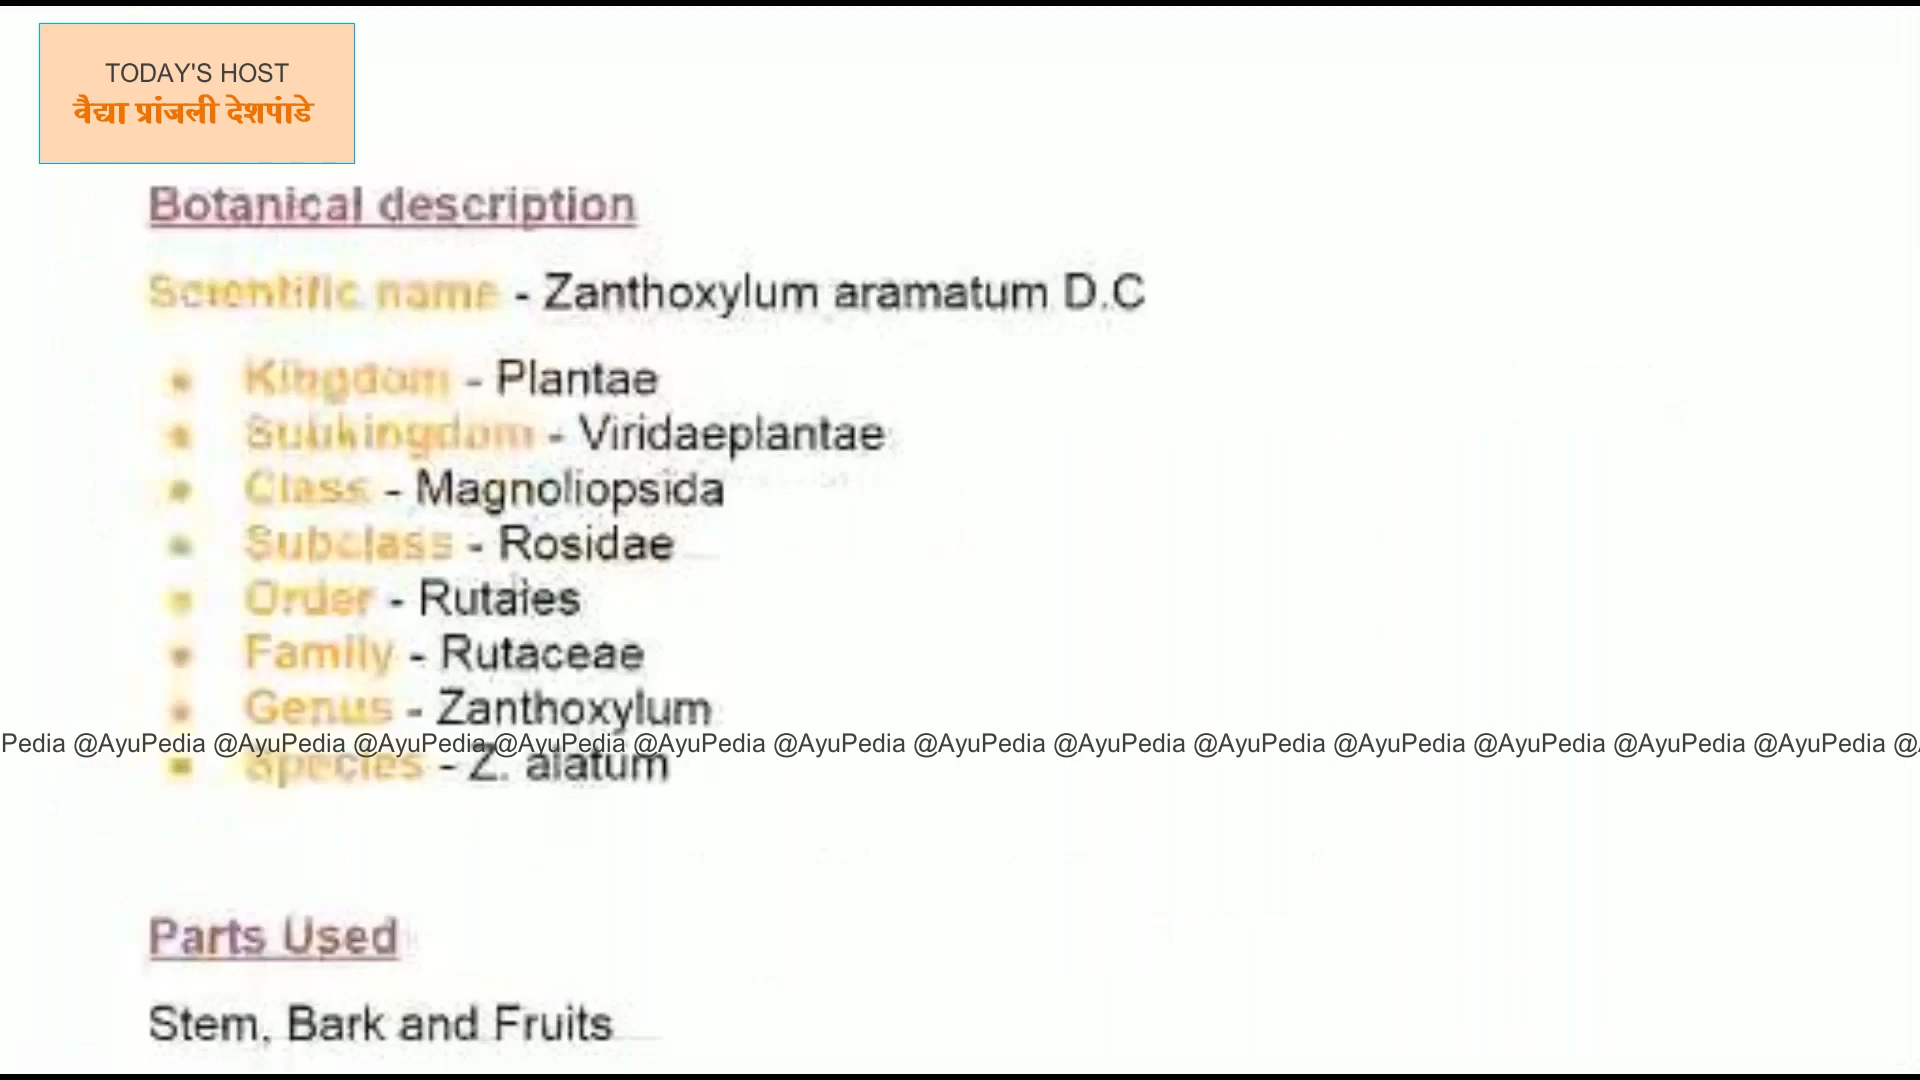 TODAY'S HOST
वैद्या प्रांजली देशपांडे
Botanical description
Scientific name - Zanthoxylum aramatum D.C
Kingdom - Plantae
Subkingdom - Viridaeplantae
Class - Magnoliopsida
Subclass - Rosidae
Order - Rutales
Family - Rutaceae
Genus - Zanthoxylum
Pedia @AyuPedia @AyuPedia @AyuPedia @AyuPedia @AyuPedia @AyuPedia @AyuPedia @AyuPedia @AyuPedia @AyuPedia @AyuPedia @AyuPedia @AyuPedia @
Species - Z. alatum
Parts Used
Stem, Bark and Fruits